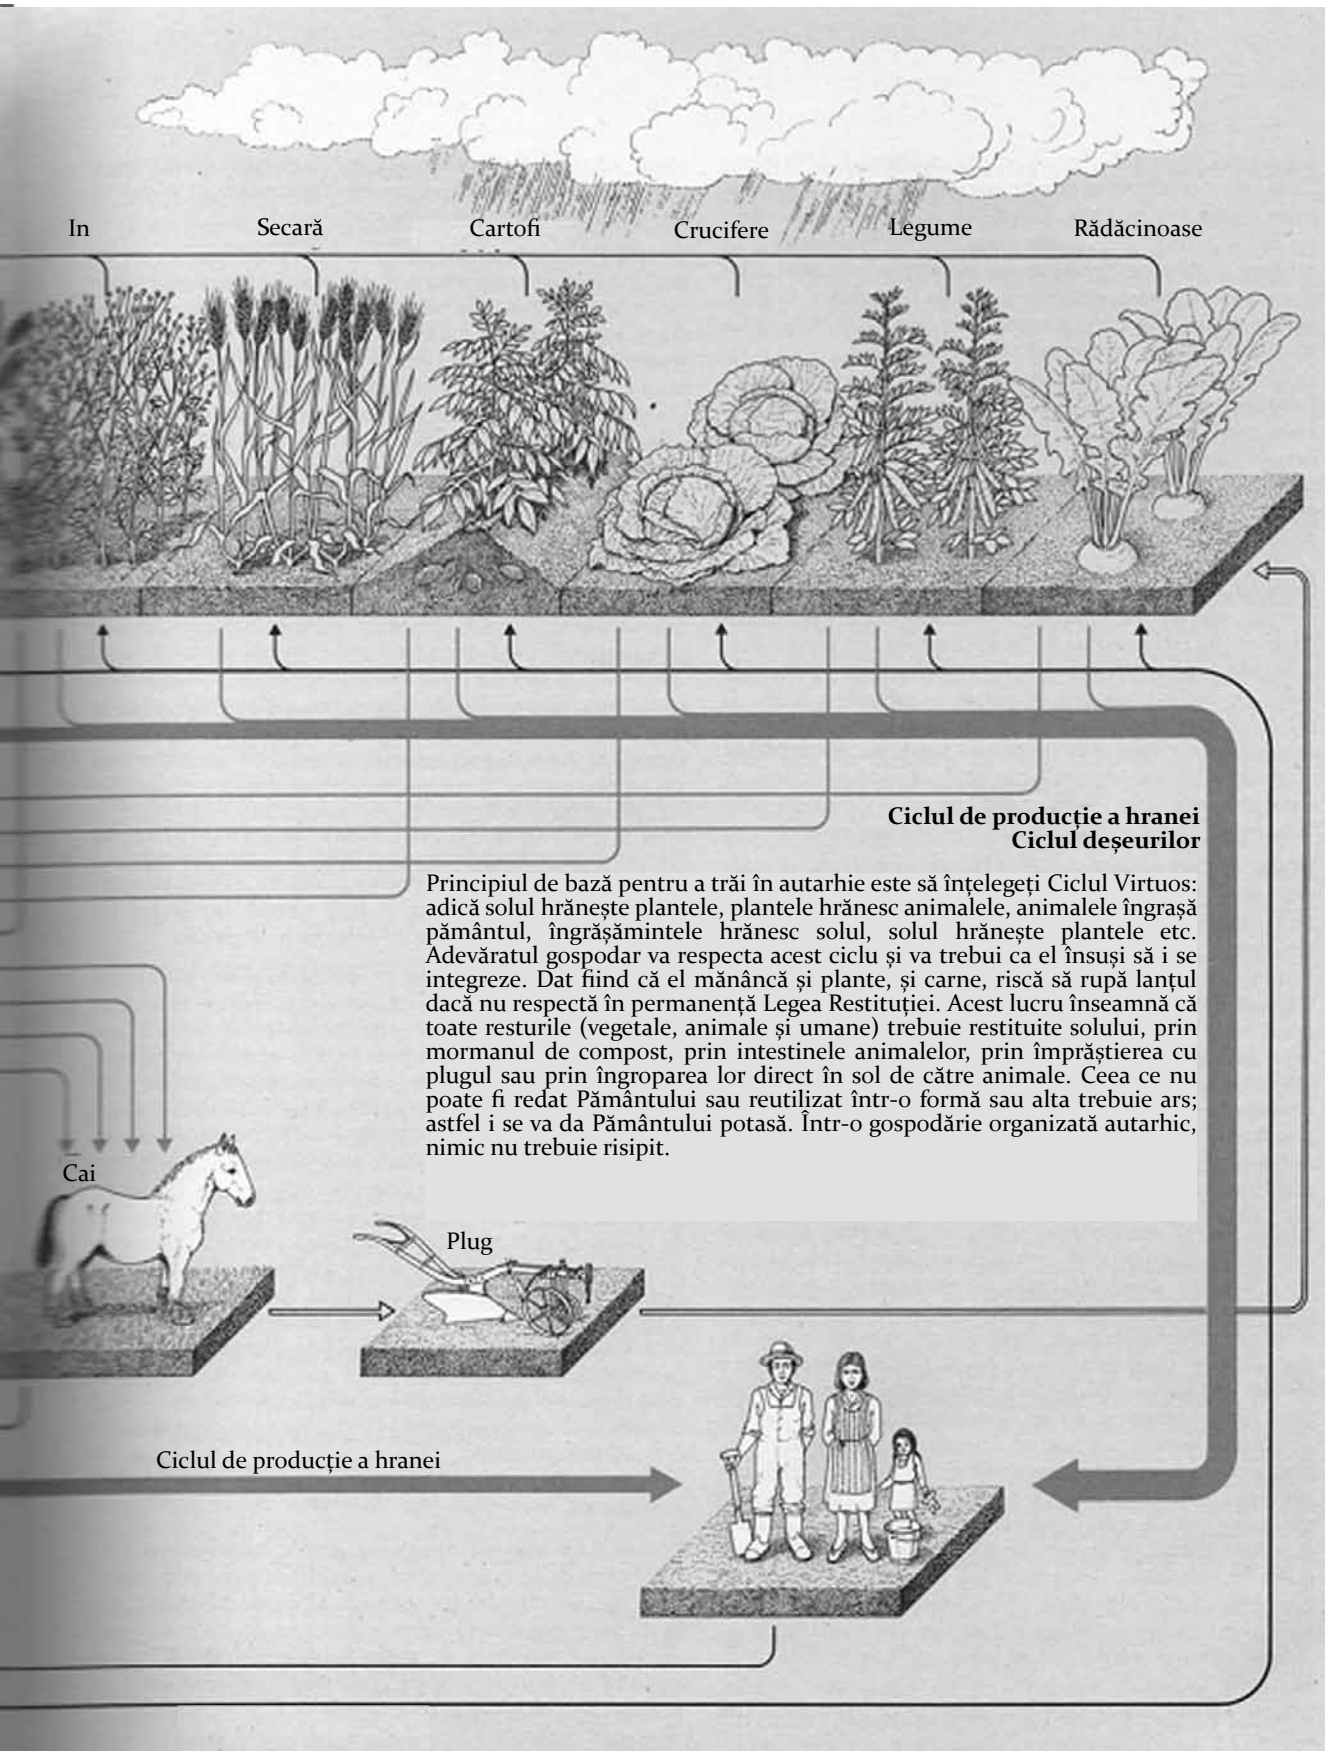 In
Secară
Cartofi
Crucifere
Legume
Rădăcinoase
Ciclul de producție a hranei
Ciclul deșeurilor
Principiul de bază pentru a trăi în autarhie este să înțelegeți Ciclul Virtuos:
adică solul hrănește plantele, plantele hrănesc animalele, animalele îngrașă
pământul, îngrășămintele hrănesc solul, solul hrănește plantele etc.
Adevăratul gospodar va respecta acest ciclu și va trebui ca el însuși să i se
integreze. Dat fiind că el mănâncă și plante, și carne, riscă să rupă lanțul
dacă nu respectă în permanență Legea Restituției. Acest lucru înseamnă că
toate resturile (vegetale, animale și umane) trebuie restituite solului, prin
mormanul de compost, prin intestinele animalelor, prin împrăștierea cu
plugul sau prin îngroparea lor direct în sol de către animale. Ceea ce nu
poate fi redat Pământului sau reutilizat într-o formă sau alta trebuie ars;
astfel i se va da Pământului potasă. Într-o gospodărie organizată autarhic,
nimic nu trebuie risipit.
Cai
Plug
Ciclul de producție a hranei